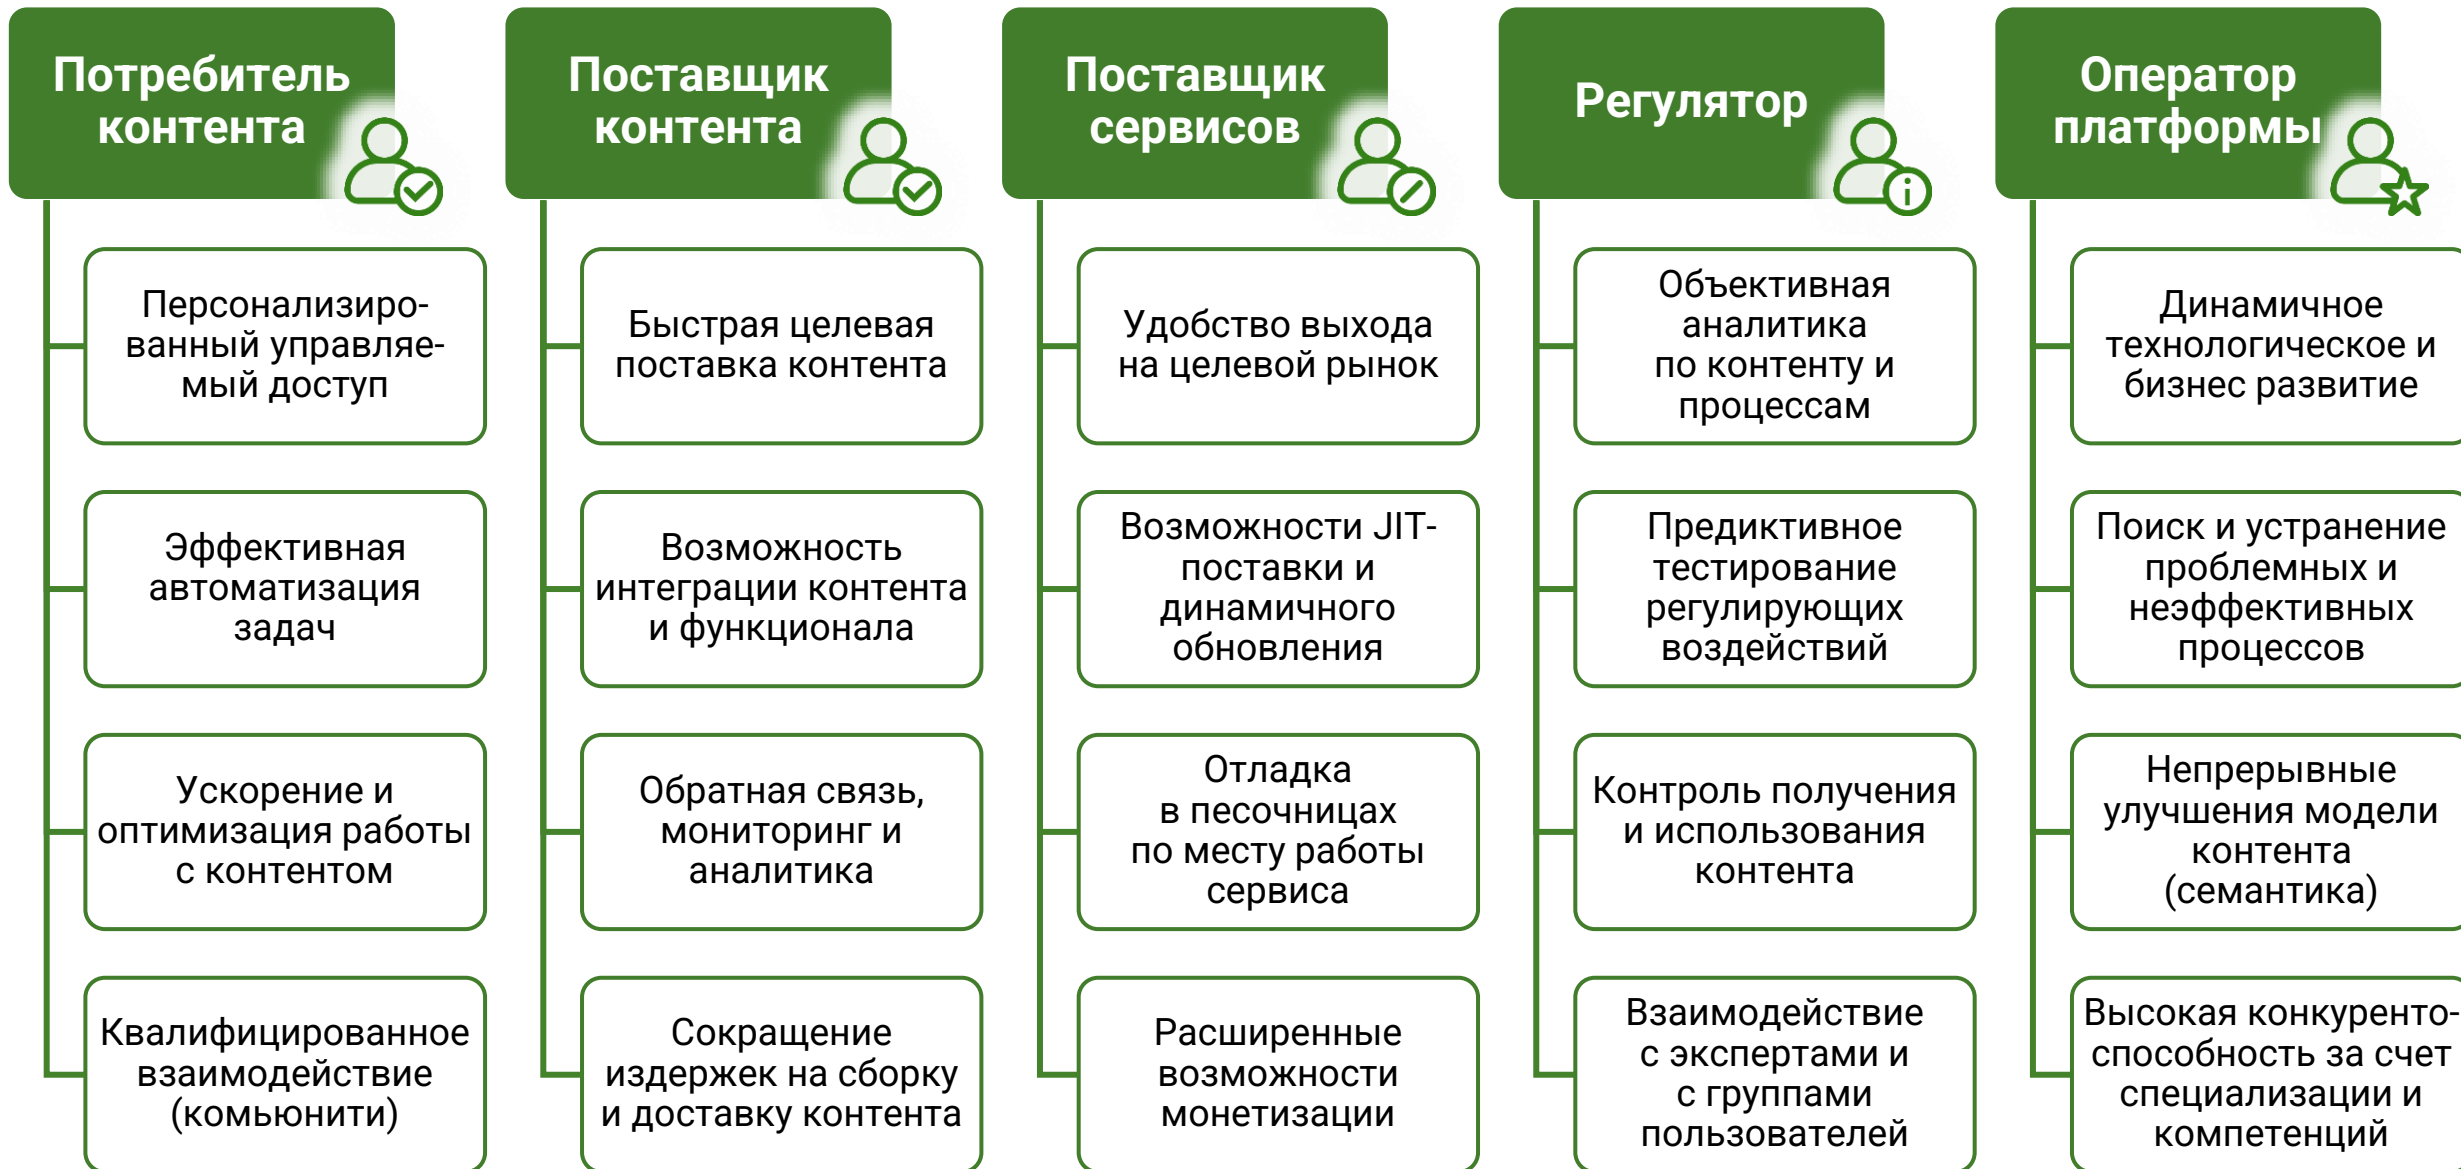 Потребитель
контента
Персонализиро-
ванный управляе-
мый доступ
Эффективная
автоматизация
задач
Ускорение и
оптимизация работы
с контентом
Квалифицированное
взаимодействие
(комьюнити)
Поставщик
контента
Быстрая целевая
поставка контента
Возможность
интеграции контента
и функционала
Обратная связь,
мониторинг и
аналитика
Сокращение
издержек на сборку
и доставку контента
Поставщик
сервисов
Удобство выхода
на целевой рынок
Возможности JIT-
поставки и
динамичного
обновления
Отладка
в песочницах
по месту работы
сервиса
Расширенные
возможности
монетизации
Регулятор
Объективная
аналитика
по контенту и
процессам
Предиктивное
тестирование
регулирующих
воздействий
Контроль получения
и использования
контента
Взаимодействие
с экспертами и
с группами
пользователей
Оператор
платформы
Динамичное
технологическое и
бизнес развитие
Поиск и устранение
проблемных и
неэффективных
процессов
Непрерывные
улучшения модели
контента
(семантика)
Высокая конкуренто-
способность за счет
специализации и
компетенций